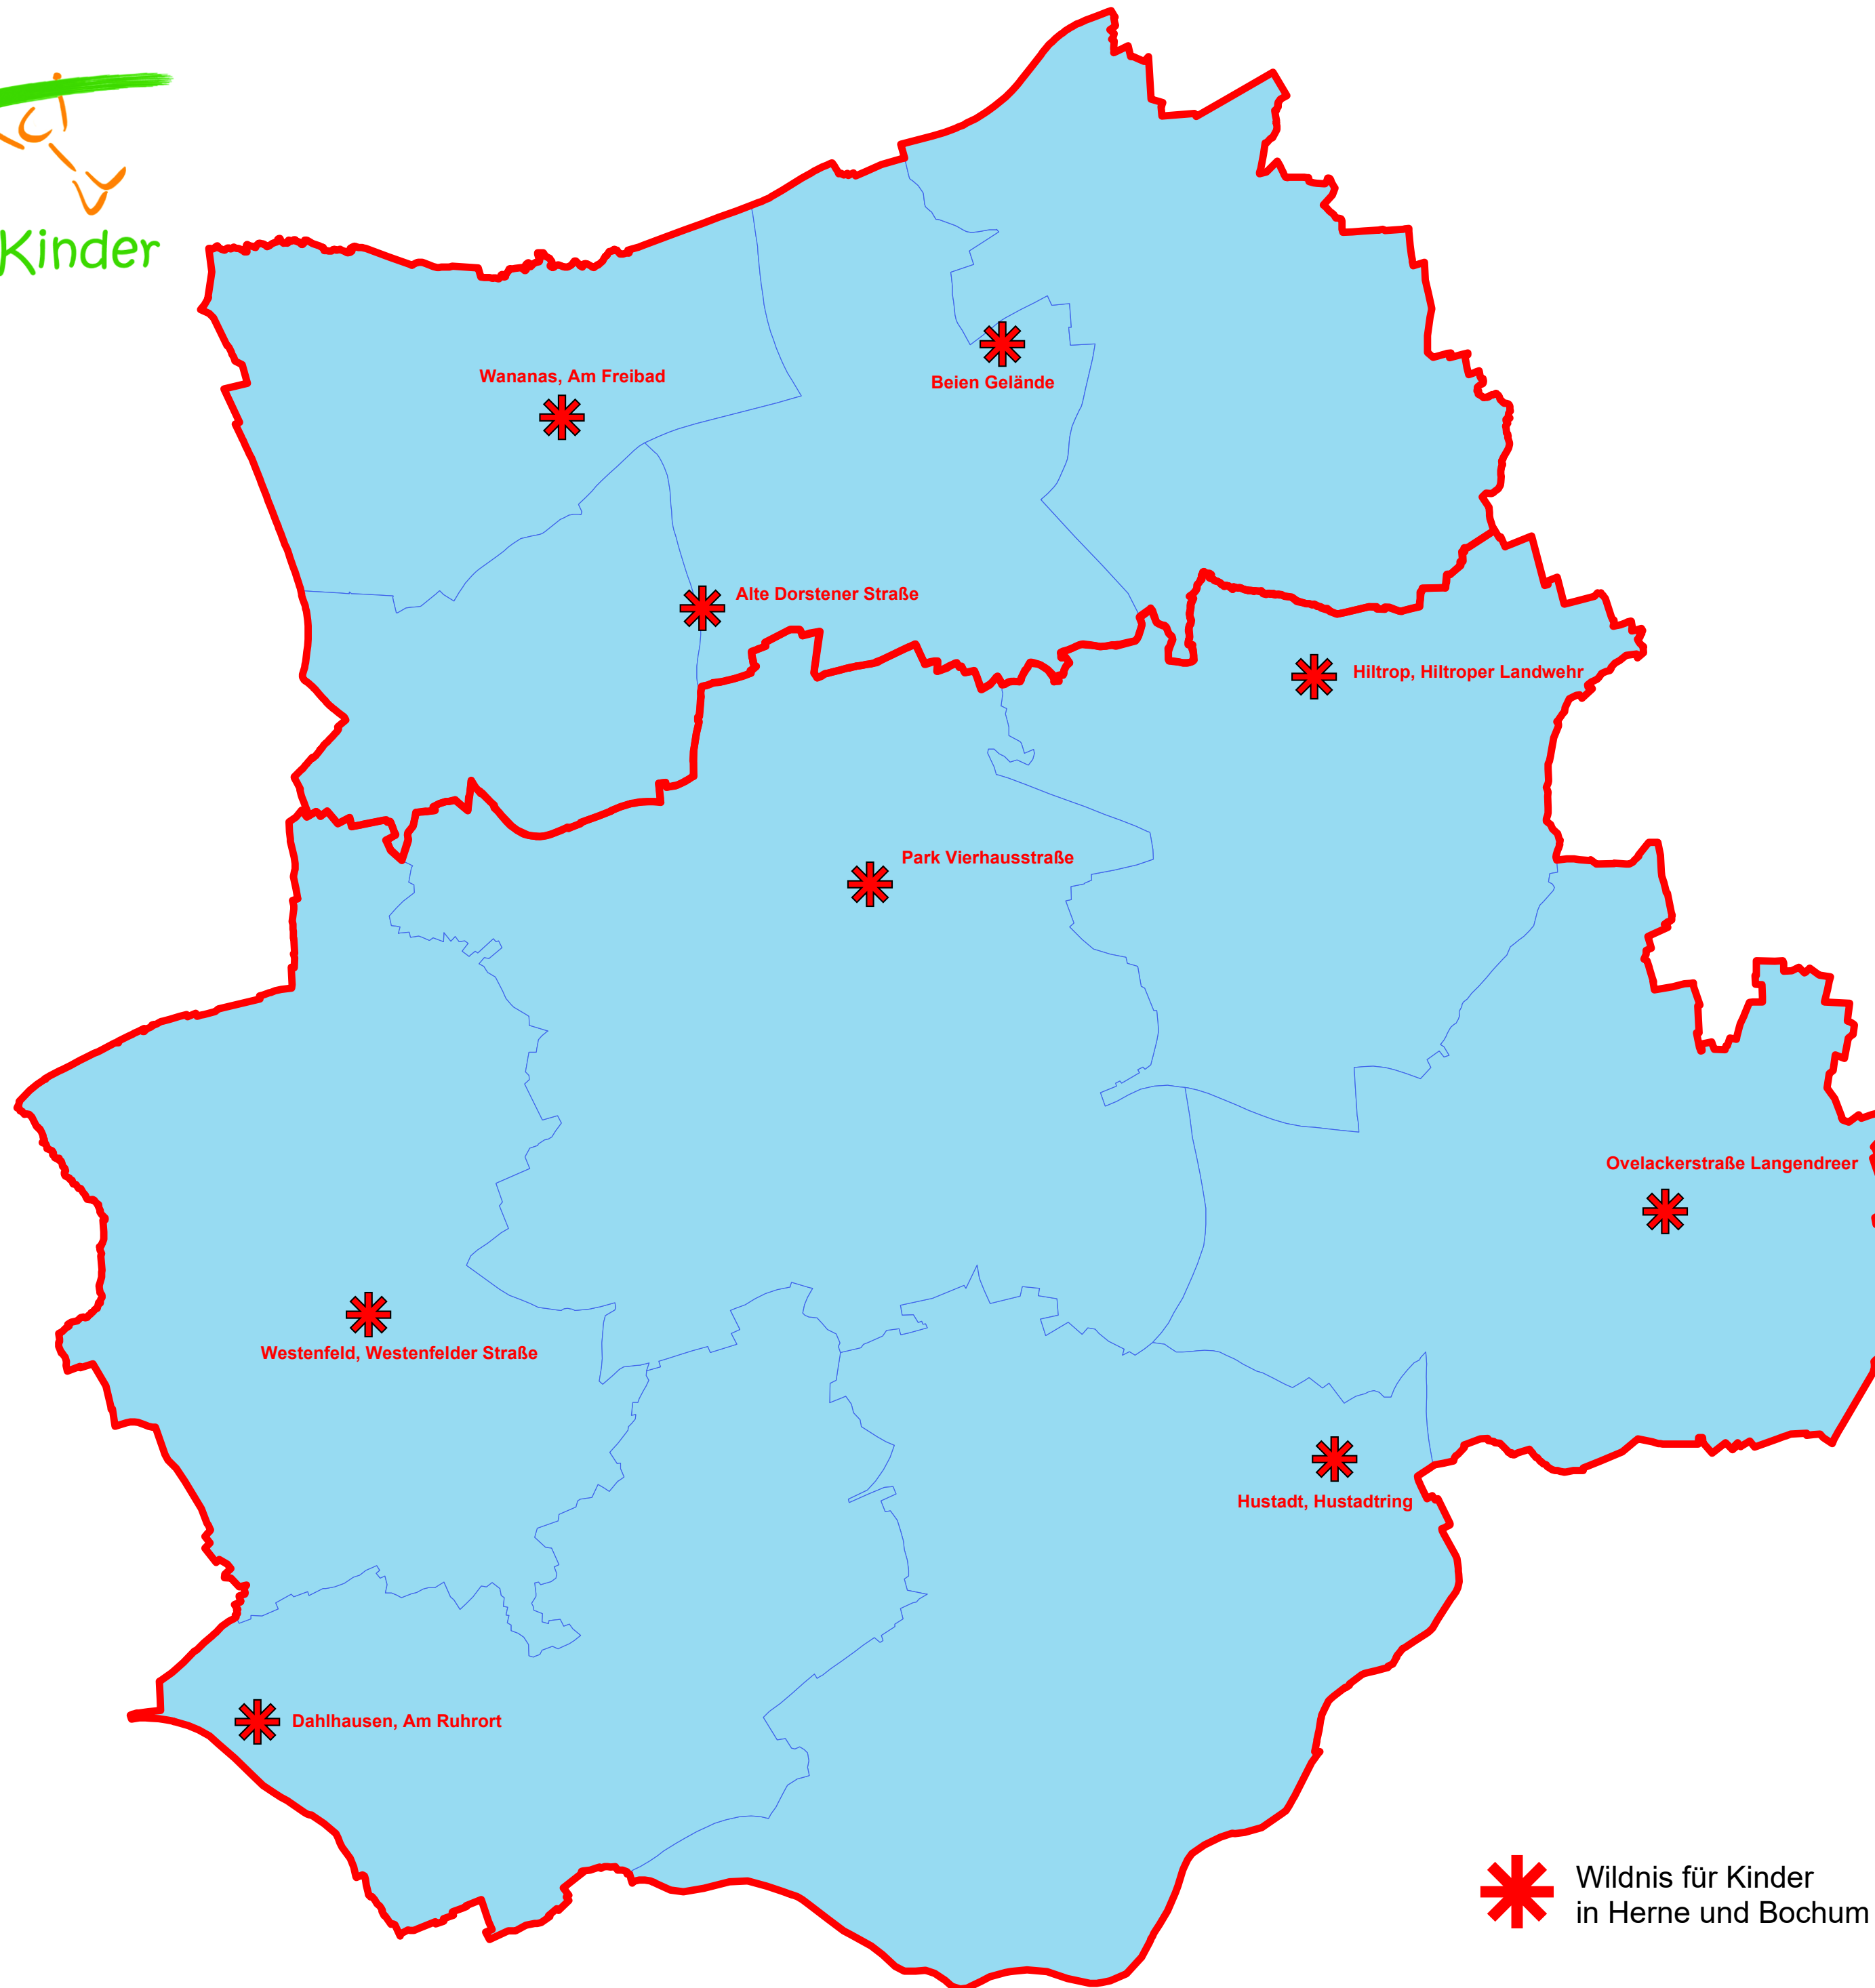 Kinder
Wananas, Am Freibad
Beien Gelände
Alte Dorstener Straße
Hiltrop, Hiltroper Landwehr
Park Vierhausstraße
Ovelackerstraße Langendreer
Westenfeld, Westenfelder Straße
Hustadt, Hustadtring
Dahlhausen, Am Ruhrort
Wildnis für Kinder
in Herne und Bochum